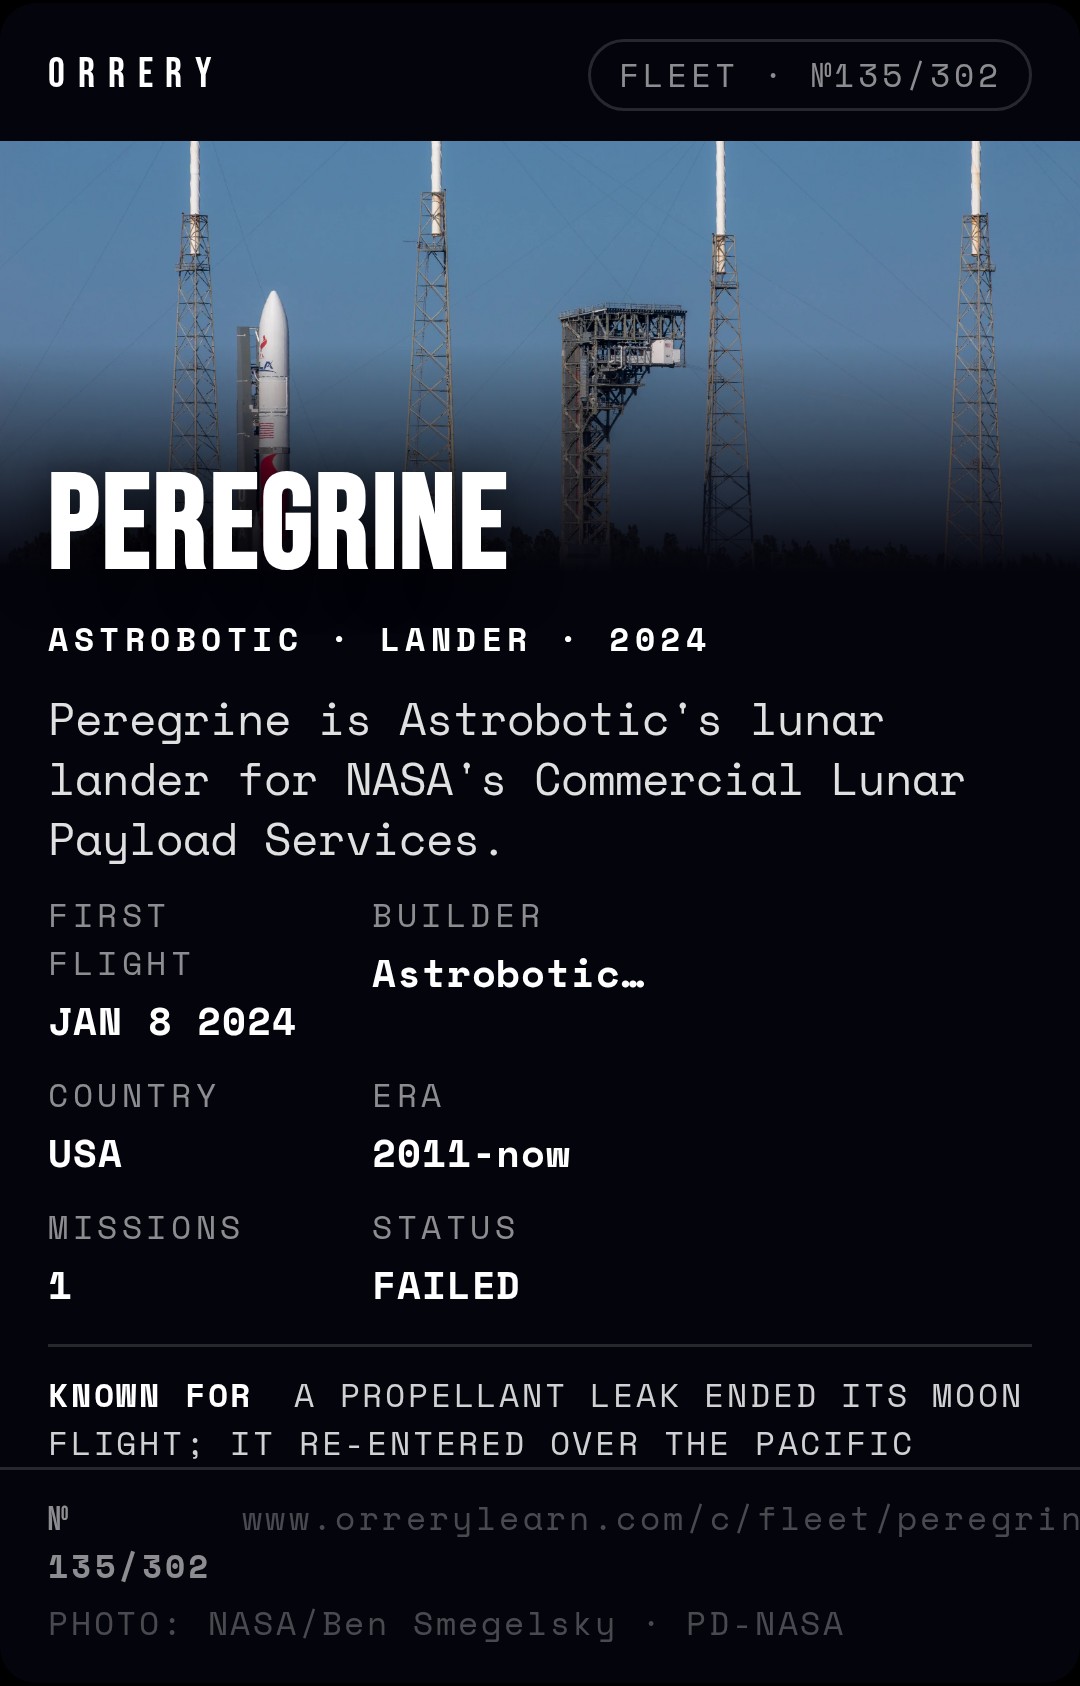 ORRERY
FLEET · №135/302
PEREGRINE
ASTROBOTIC · LANDER · 2024
Peregrine is Astrobotic's lunar
lander for NASA's Commercial Lunar
Payload Services.
FIRST
FLIGHT
JAN 8 2024
BUILDER
Astrobotic…
COUNTRY
USA
ERA
2011-now
MISSIONS
1
STATUS
FAILED
KNOWN FOR A PROPELLANT LEAK ENDED ITS MOON
FLIGHT; IT RE-ENTERED OVER THE PACIFIC
№
135/302
www.orrerylearn.com/c/fleet/peregrin
PHOTO: NASA/Ben Smegelsky · PD-NASA